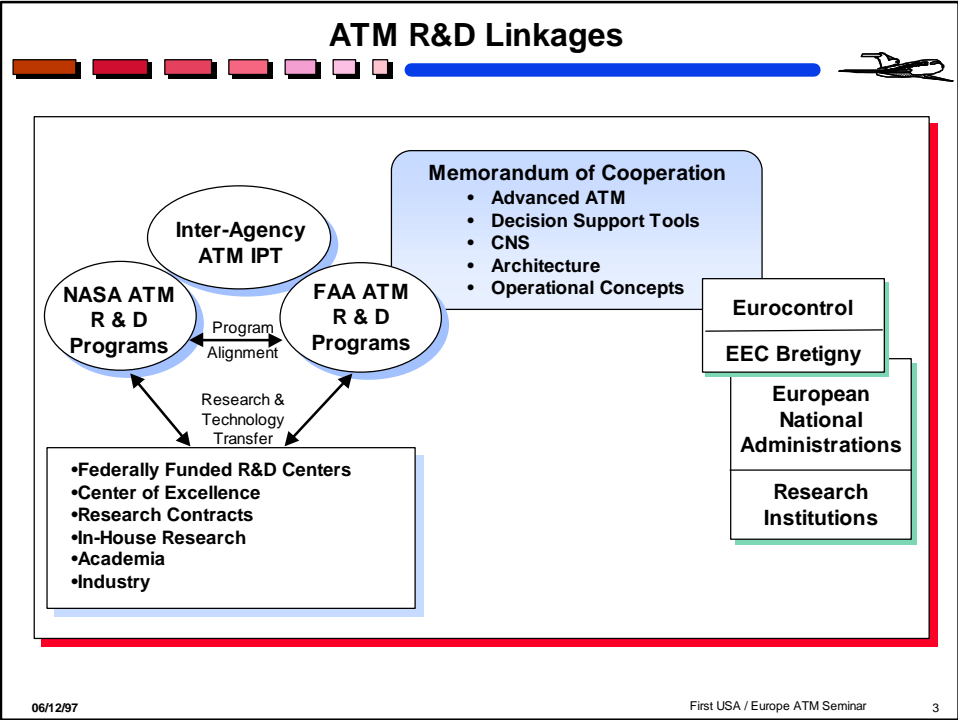 ATM R&D Linkages
Memorandum of Cooperation
• Advanced ATM
• Decision Support Tools
• CNS
• Architecture
• Operational Concepts
Inter-Agency
ATM IPT
NASA ATM
R & D
Programs
FAA ATM
R & D
Programs
Program
Alignment
Research &
Technology
Transfer
Eurocontrol
EEC Bretigny
European
National
Administrations
Research
Institutions
•Federally Funded R&D Centers
•Center of Excellence
•Research Contracts
•In-House Research
•Academia
•Industry
06/12/97
First USA / Europe ATM Seminar
3